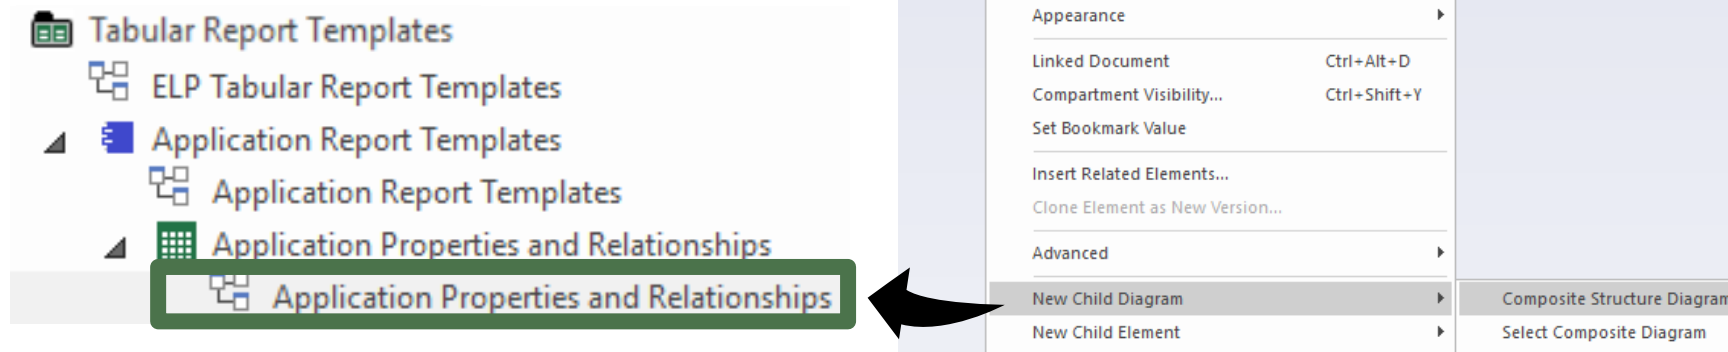 Tabular Report Templates
ELP Tabular Report Templates
Application Report Templates
Application Report Templates
Application Properties and Relationships
Application Properties and Relationships
Appearance
Linked Document Ctrl+Alt+D
Compartment Visibility... Ctrl+Shift+Y
Set Bookmark Value
Insert Related Elements...
Clone Element as New Version...
Advanced
New Child Diagram
New Child Element
Composite Structure Diagram
Select Composite Diagram